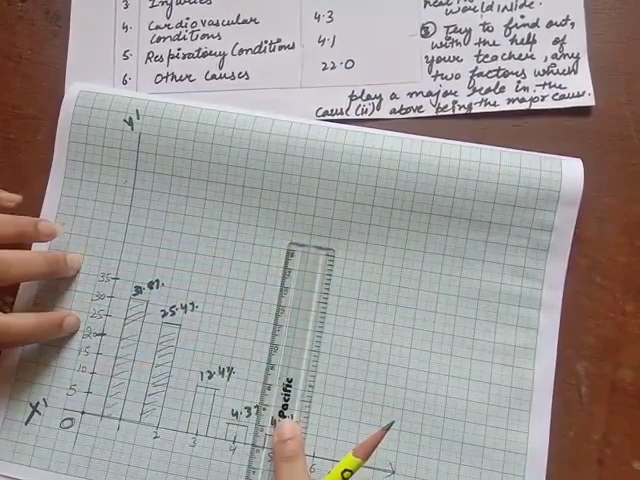 3. Injuries
4. Cardiovascular conditions 4.3
5. Respiratory Conditions 4.1
6. Other Causes 22.0
worldwide.
(3) Try to find out,
with the help of
your teacher, any
two factors which
play a major role in the
cause (ii) above being the major cause.
Y'
35
30
25
20
15
10
5
0
X'
25.4%
12.4%
4.3%
2
3
4
5
6
Pacific